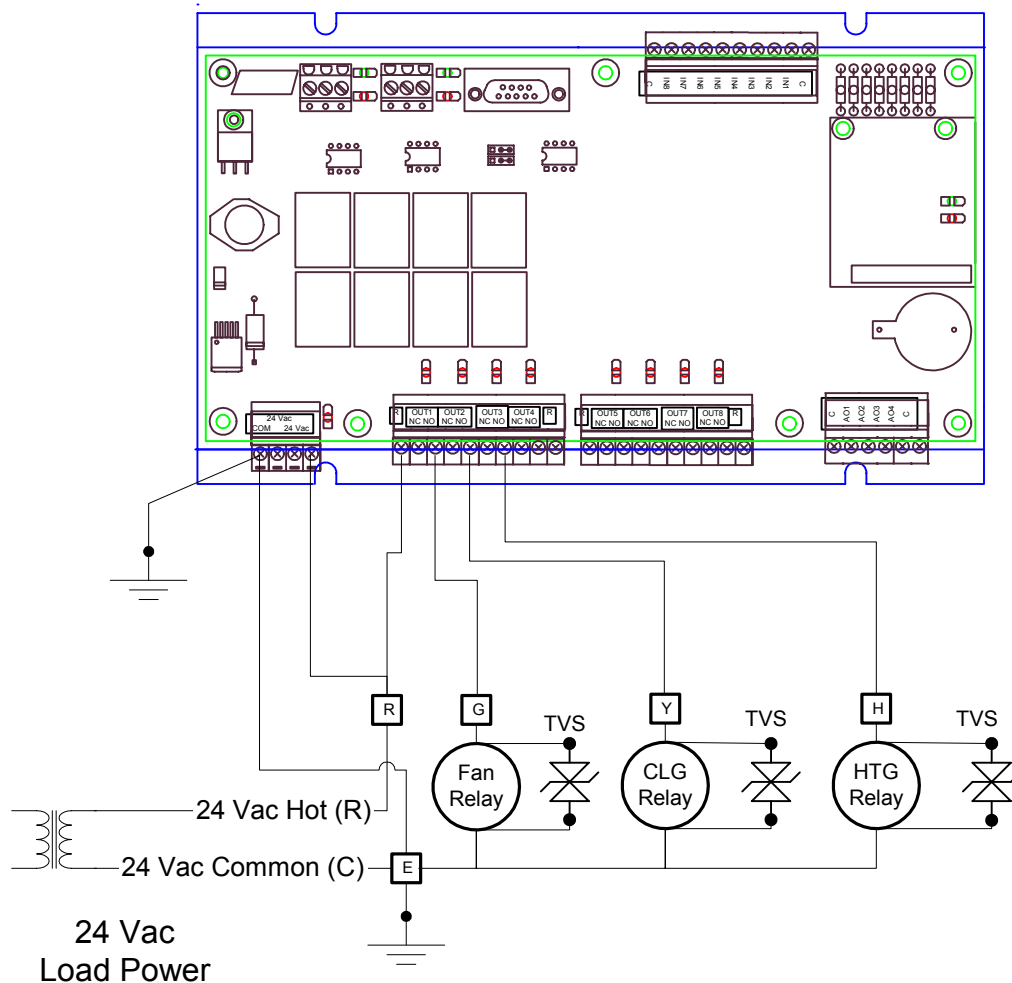 C IN8 IN7 IN6 IN5 IN4 IN3 IN2 IN1 C
24 Vac
COM 24 Vac
R OUT1 OUT2 OUT3 OUT4 R
NC NO NC NO NC NO NC NO
R OUT5 OUT6 OUT7 OUT8 R
NC NO NC NO NC NO NC NO
C AO1 AO2 AO3 AO4 C
R G Y H
TVS TVS TVS
Fan
Relay
CLG
Relay
HTG
Relay
24 Vac Hot (R)
24 Vac Common (C)
E
24 Vac
Load Power